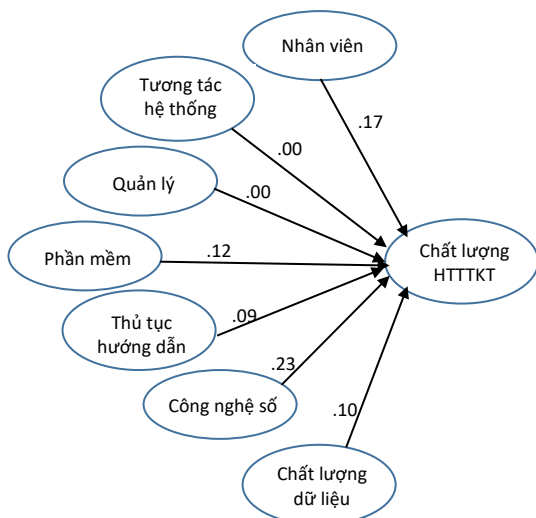 Nhân viên
Tương tác
hệ thống
.17
.00
Quản lý
.00
Chất lượng
HTTTKT
Phần mềm
.12
Thủ tục
hướng dẫn
.09
.23
Công nghệ số
.10
Chất lượng
dữ liệu